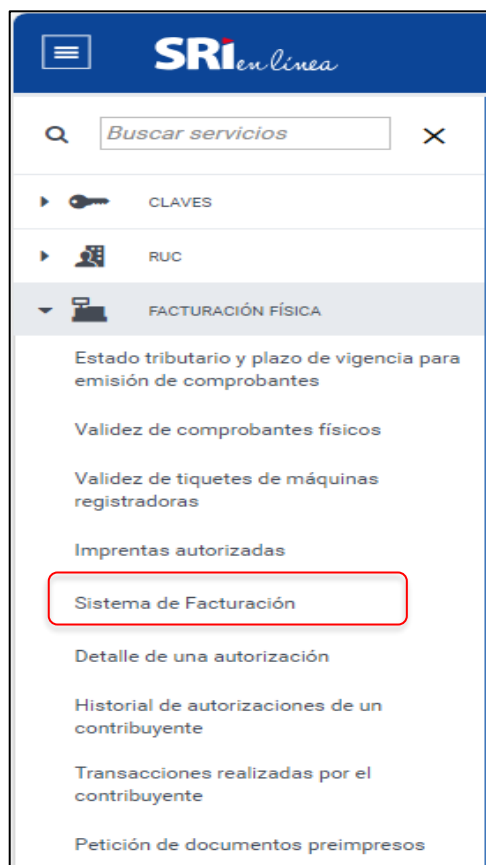 SRi en línea
Buscar servicios
CLAVES
RUC
FACTURACIÓN FÍSICA
Estado tributario y plazo de vigencia para
emisión de comprobantes
Validez de comprobantes físicos
Validez de tiquetes de máquinas
registradoras
Imprentas autorizadas
Sistema de Facturación
Detalle de una autorización
Historial de autorizaciones de un
contribuyente
Transacciones realizadas por el
contribuyente
Petición de documentos preimpresos